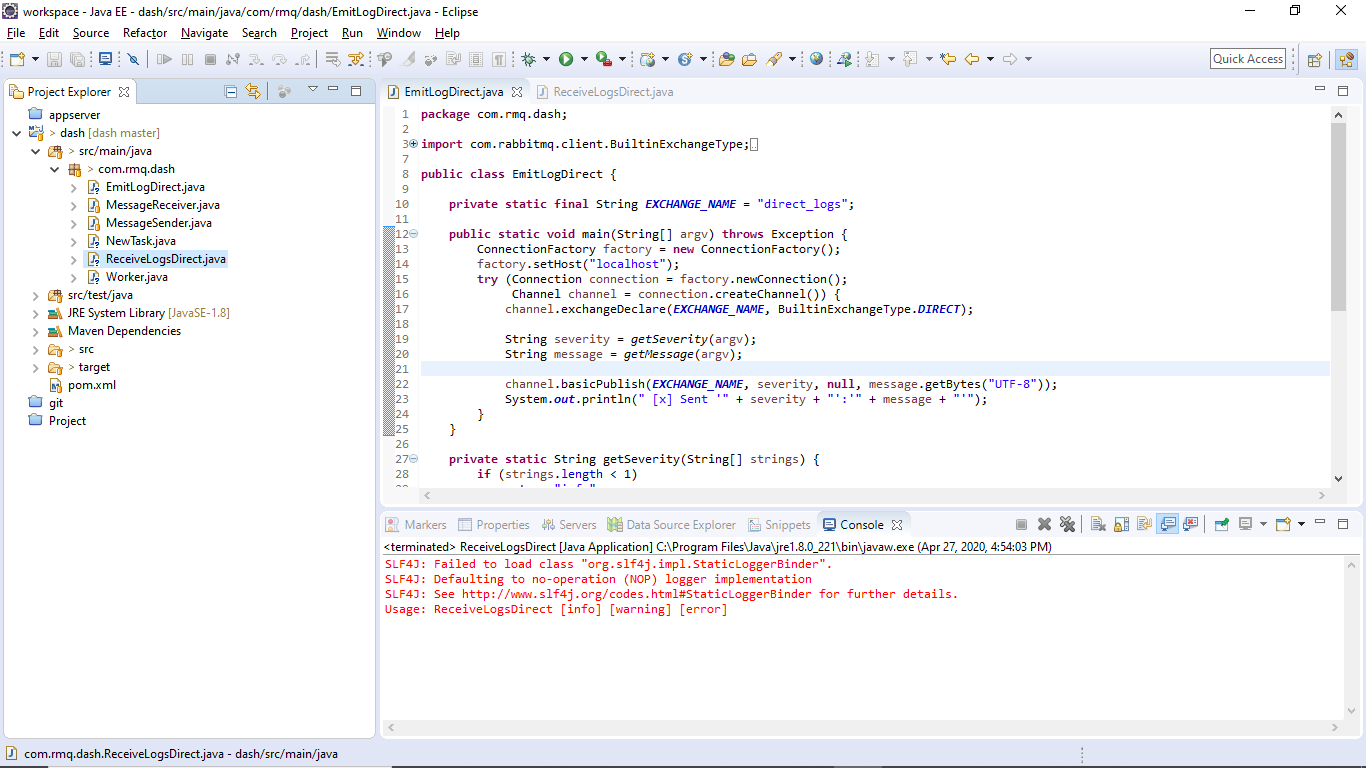 workspace - Java EE - dash/src/main/java/com/rmq/dash/EmitLogDirect.java - Eclipse
File Edit Source Refactor Navigate Search Project Run Window Help
Quick Access
Project Explorer
appserver
> dash [dash master]
> src/main/java
> com.rmq.dash
EmitLogDirect.java
MessageReceiver.java
MessageSender.java
NewTask.java
ReceiveLogsDirect.java
Worker.java
src/test/java
JRE System Library [JavaSE-1.8]
Maven Dependencies
> src
> target
pom.xml
git
Project
EmitLogDirect.java ReceiveLogsDirect.java
1 package com.rmq.dash;
2
3 import com.rabbitmq.client.BuiltinExchangeType;
7
8 public class EmitLogDirect {
9
10 private static final String EXCHANGE_NAME = "direct_logs";
11
12 public static void main(String[] argv) throws Exception {
13 ConnectionFactory factory = new ConnectionFactory();
14 factory.setHost("localhost");
15 try (Connection connection = factory.newConnection();
16 Channel channel = connection.createChannel()) {
17 channel.exchangeDeclare(EXCHANGE_NAME, BuiltinExchangeType.DIRECT);
18
19 String severity = getSeverity(argv);
20 String message = getMessage(argv);
21
22 channel.basicPublish(EXCHANGE_NAME, severity, null, message.getBytes("UTF-8"));
23 System.out.println(" [x] Sent '" + severity + "':'" + message + "'");
24 }
25 }
26
27 private static String getSeverity(String[] strings) {
28 if (strings.length < 1)
Markers Properties Servers Data Source Explorer Snippets Console
<terminated> ReceiveLogsDirect [Java Application] C:\Program Files\Java\jre1.8.0_221\bin\javaw.exe (Apr 27, 2020, 4:54:03 PM)
SLF4J: Failed to load class "org.slf4j.impl.StaticLoggerBinder".
SLF4J: Defaulting to no-operation (NOP) logger implementation
SLF4J: See http://www.slf4j.org/codes.html#StaticLoggerBinder for further details.
Usage: ReceiveLogsDirect [info] [warning] [error]
com.rmq.dash.ReceiveLogsDirect.java - dash/src/main/java